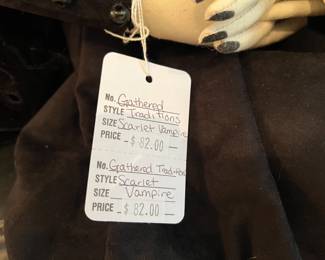 No. Gathered
STYLE Traditions
SIZE Scarlet Vampire
PRICE - $82.00 -
No. Gathered Traditions
STYLE Scarlet
SIZE Vampire
PRICE - $82.00 -